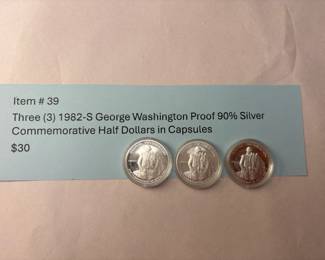 Item # 39
Three (3) 1982-S George Washington Proof 90% Silver
Commemorative Half Dollars in Capsules
$30